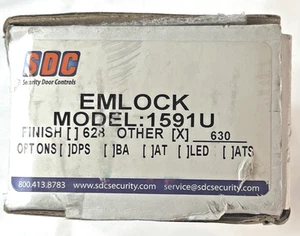 SDC
Security Door Controls
EMLOCK
MODEL:1591U
FINISH [ ] 628 OTHER [X] 630
OPTIONS [ ]DPS [ ]BA [ ]AT [ ]LED [ ]ATS
800.413.8783 www.sdcsecurity.com service@sdcsecurity.com